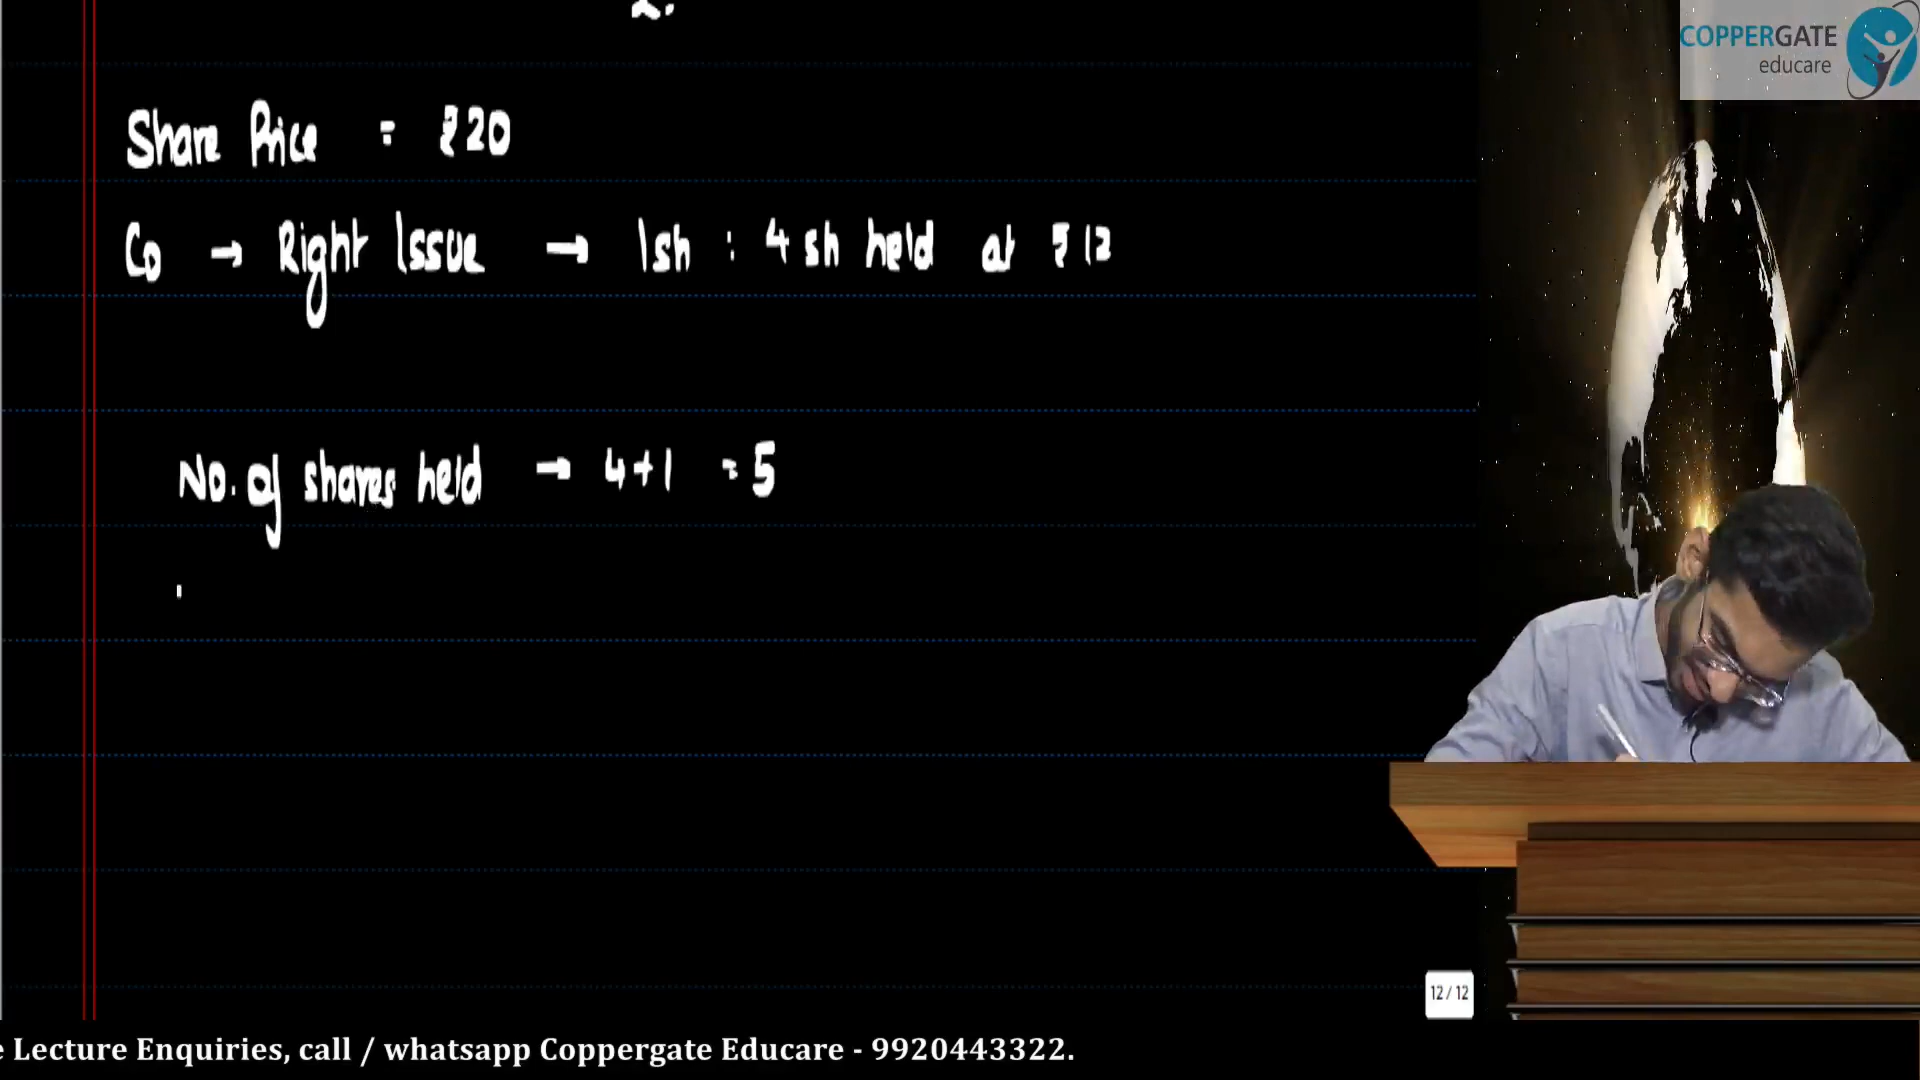 COPPERGATE
educare
Share Price = ₹20
Co → Right Issue → 1sh : 4 sh held at ₹12
No. of shares held → 4+1 = 5
12 / 12
e Lecture Enquiries, call / whatsapp Coppergate Educare - 9920443322.